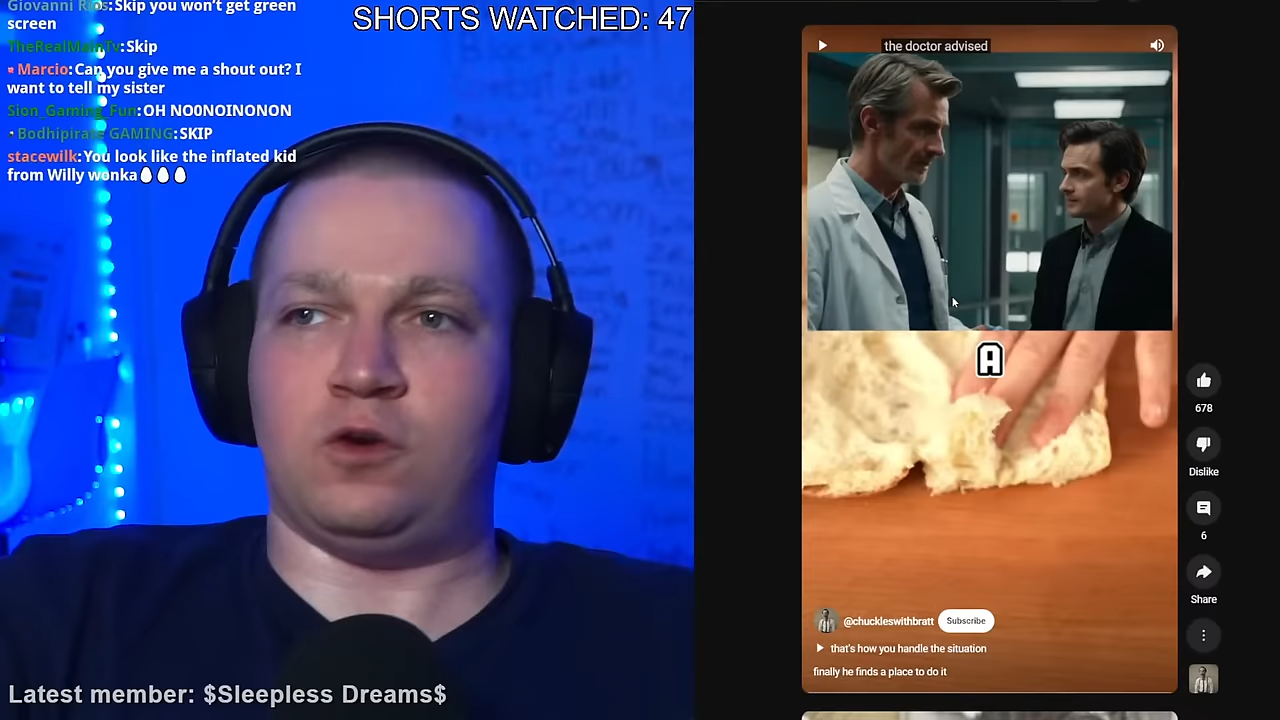 Giovanni Rios: Skip you won't get green
screen
TheRealMainTv: Skip
Marcio: Can you give me a shout out? I
want to tell my sister
Sion_Gaming_Fun: OH NO0NOINONON
Bodhipirate GAMING: SKIP
stacewilk: You look like the inflated kid
from Willy wonka
SHORTS WATCHED: 47
Latest member: $Sleepless Dreams$
the doctor advised
A
@chuckleswithbratt Subscribe
that's how you handle the situation
finally he finds a place to do it
678
Dislike
6
Share